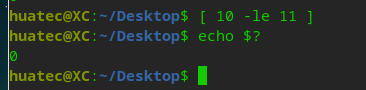 huatec@XC:~/Desktop$ [ 10 -le 11 ]
huatec@XC:~/Desktop$ echo $?
0
huatec@XC:~/Desktop$